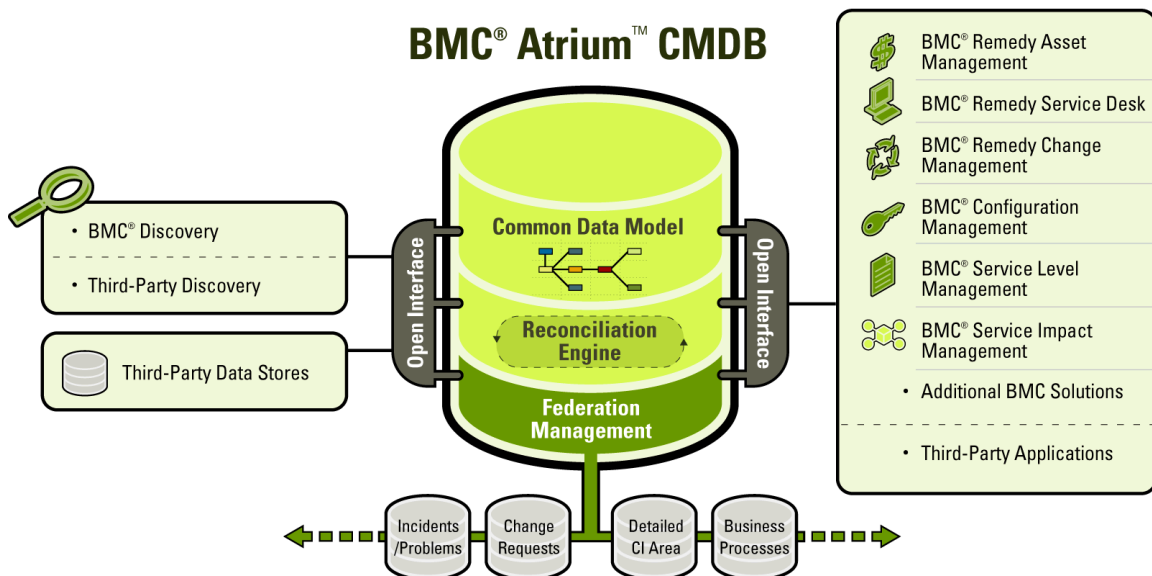 BMC® Atrium™ CMDB
• BMC® Discovery
• Third-Party Discovery
Third-Party Data Stores
Open Interface
Common Data Model
Reconciliation
Engine
Federation
Management
Open Interface
BMC® Remedy Asset
Management
BMC® Remedy Service Desk
BMC® Remedy Change
Management
BMC® Configuration
Management
BMC® Service Level
Management
BMC® Service Impact
Management
• Additional BMC Solutions
• Third-Party Applications
Incidents
/Problems
Change
Requests
Detailed
CI Area
Business
Processes